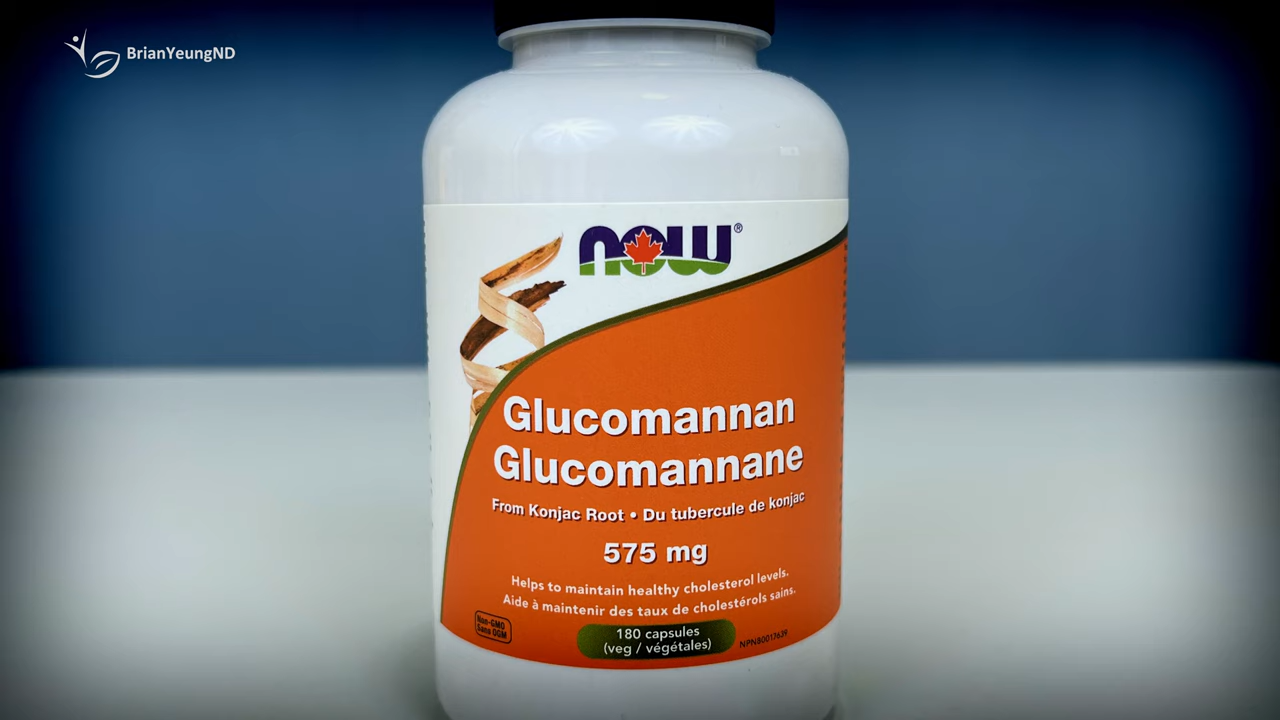 BrianYeungND
NOW®
Glucomannan
Glucomannane
From Konjac Root • Du tubercule de konjac
575 mg
Helps to maintain healthy cholesterol levels.
Aide à maintenir des taux de cholestérols sains.
Non-GMO
Sans OGM
180 capsules
(veg / végétales)
NPN80017639